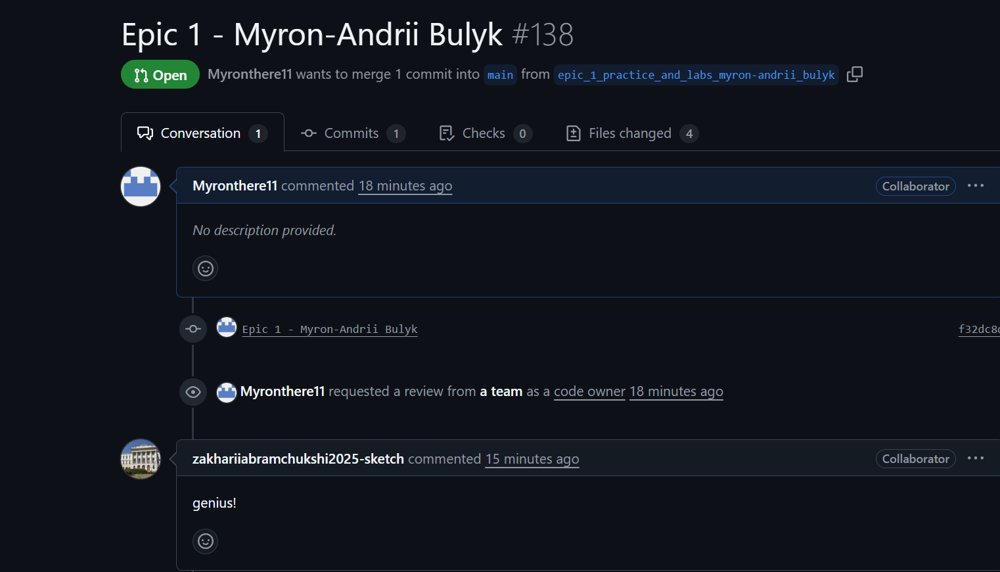 Epic 1 - Myron-Andrii Bulyk #138
Open Myronthere11 wants to merge 1 commit into main from epic_1_practice_and_labs_myron-andrii_bulyk
Conversation 1 Commits 1 Checks 0 Files changed 4
Myronthere11 commented 18 minutes ago Collaborator
No description provided.
Epic 1 - Myron-Andrii Bulyk f32dc8
Myronthere11 requested a review from a team as a code owner 18 minutes ago
zakhariiabramchukshi2025-sketch commented 15 minutes ago Collaborator
genius!